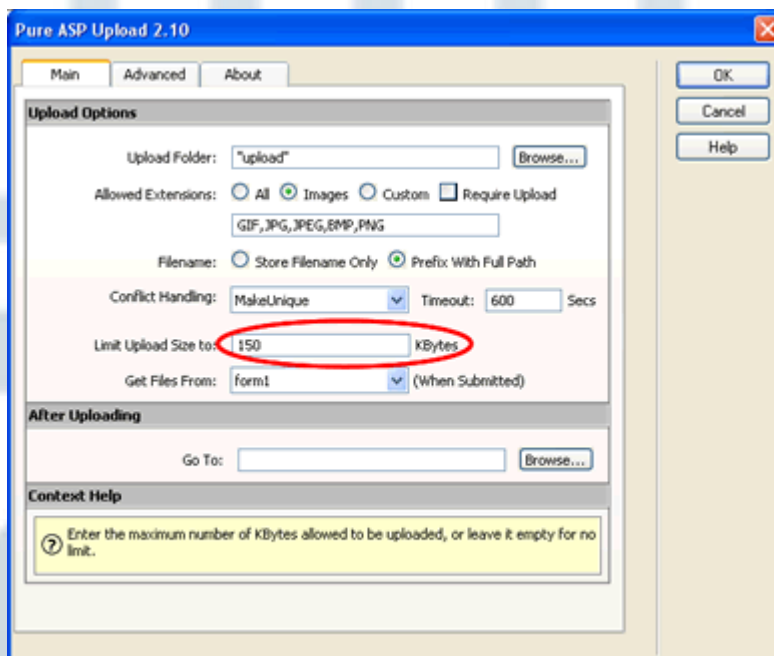 Pure ASP Upload 2.10
Main Advanced About
OK
Cancel
Help
Upload Options
Upload Folder: "upload" Browse...
Allowed Extensions: All Images Custom Require Upload
GIF,JPG,JPEG,BMP,PNG
Filename: Store Filename Only Prefix With Full Path
Conflict Handling: MakeUnique Timeout: 600 Secs
Limit Upload Size to: 150 KBytes
Get Files From: form1 (When Submitted)
After Uploading
Go To: Browse...
Context Help
Enter the maximum number of KBytes allowed to be uploaded, or leave it empty for no
limit.